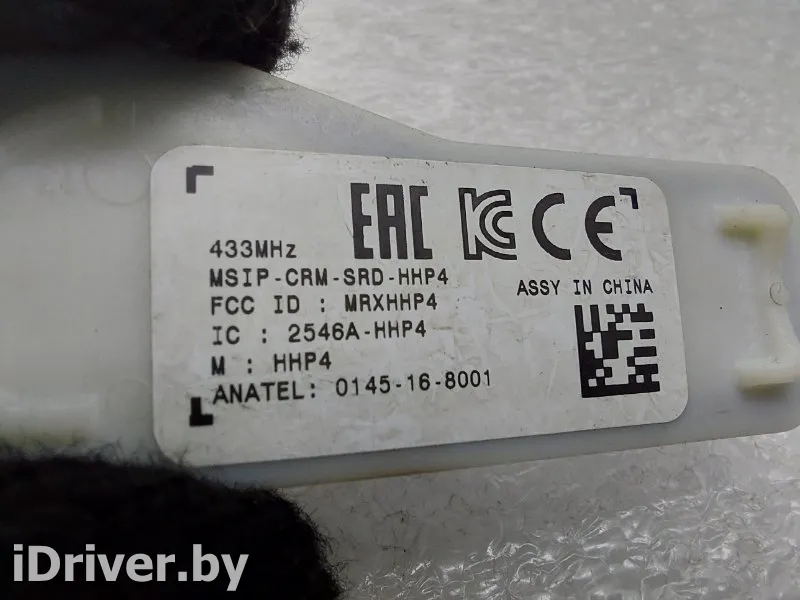 EAC KC CE
433MHz
MSIP-CRM-SRD-HHP4
FCC ID : MRXHHP4
IC : 2546A-HHP4
M : HHP4
ANATEL: 0145-16-8001
ASSY IN CHINA
iDriver.by